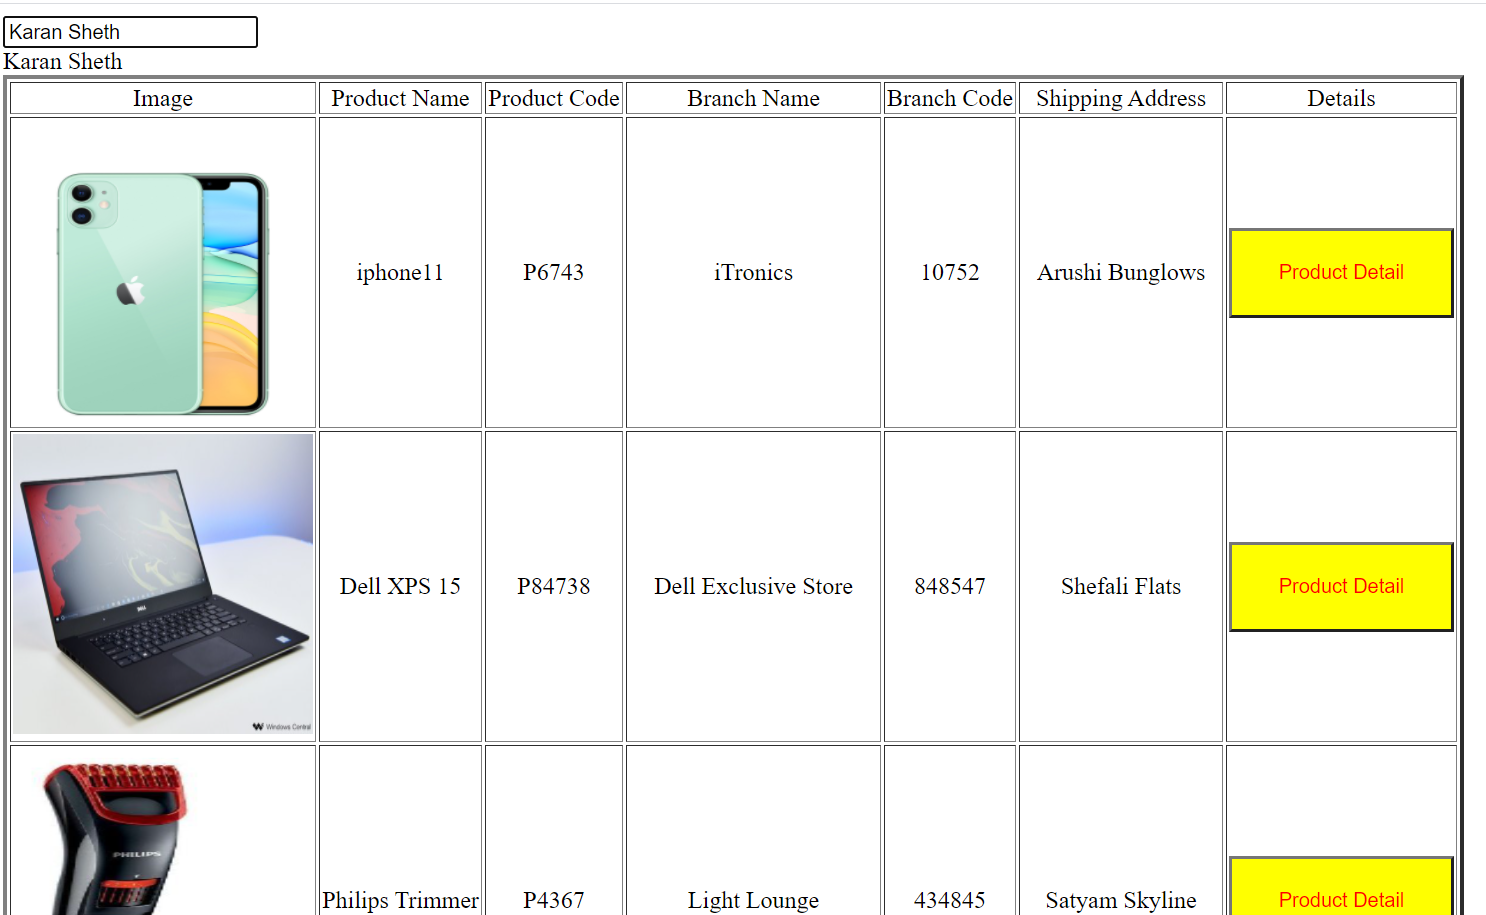 Karan Sheth
Karan Sheth
Image Product Name Product Code Branch Name Branch Code Shipping Address Details
iphone11 P6743 iTronics 10752 Arushi Bunglows Product Detail
DELL
Windows Central
Dell XPS 15 P84738 Dell Exclusive Store 848547 Shefali Flats Product Detail
PHILIPS
Philips Trimmer P4367 Light Lounge 434845 Satyam Skyline Product Detail